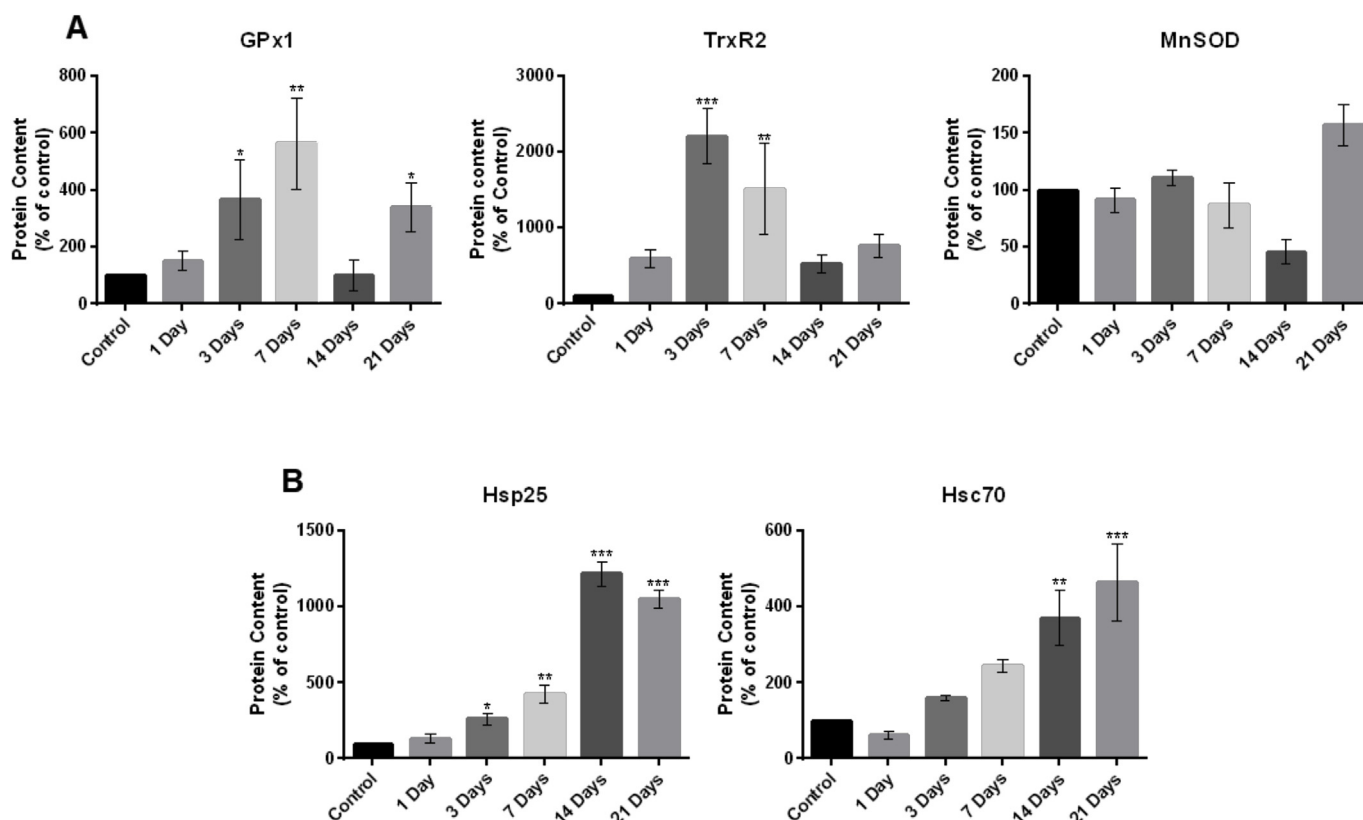 A
GPx1
Protein Content
(% of control)
800
600
400
200
0
*
**
*
Control
1 Day
3 Days
7 Days
14 Days
21 Days
TrxR2
Protein content
(% of Control)
3000
2000
1000
0
***
**
Control
1 Day
3 Days
7 Days
14 Days
21 Days
MnSOD
Protein Content
(% of control)
200
150
100
50
0
Control
1 Day
3 Days
7 Days
14 Days
21 Days
B
Hsp25
Protein Content
(% of control)
1500
1000
500
0
*
**
***
***
Control
1 Day
3 Days
7 Days
14 Days
21 Days
Hsc70
Protein Content
(% of control)
600
400
200
0
**
***
Control
1 Day
3 Days
7 Days
14 Days
21 Days